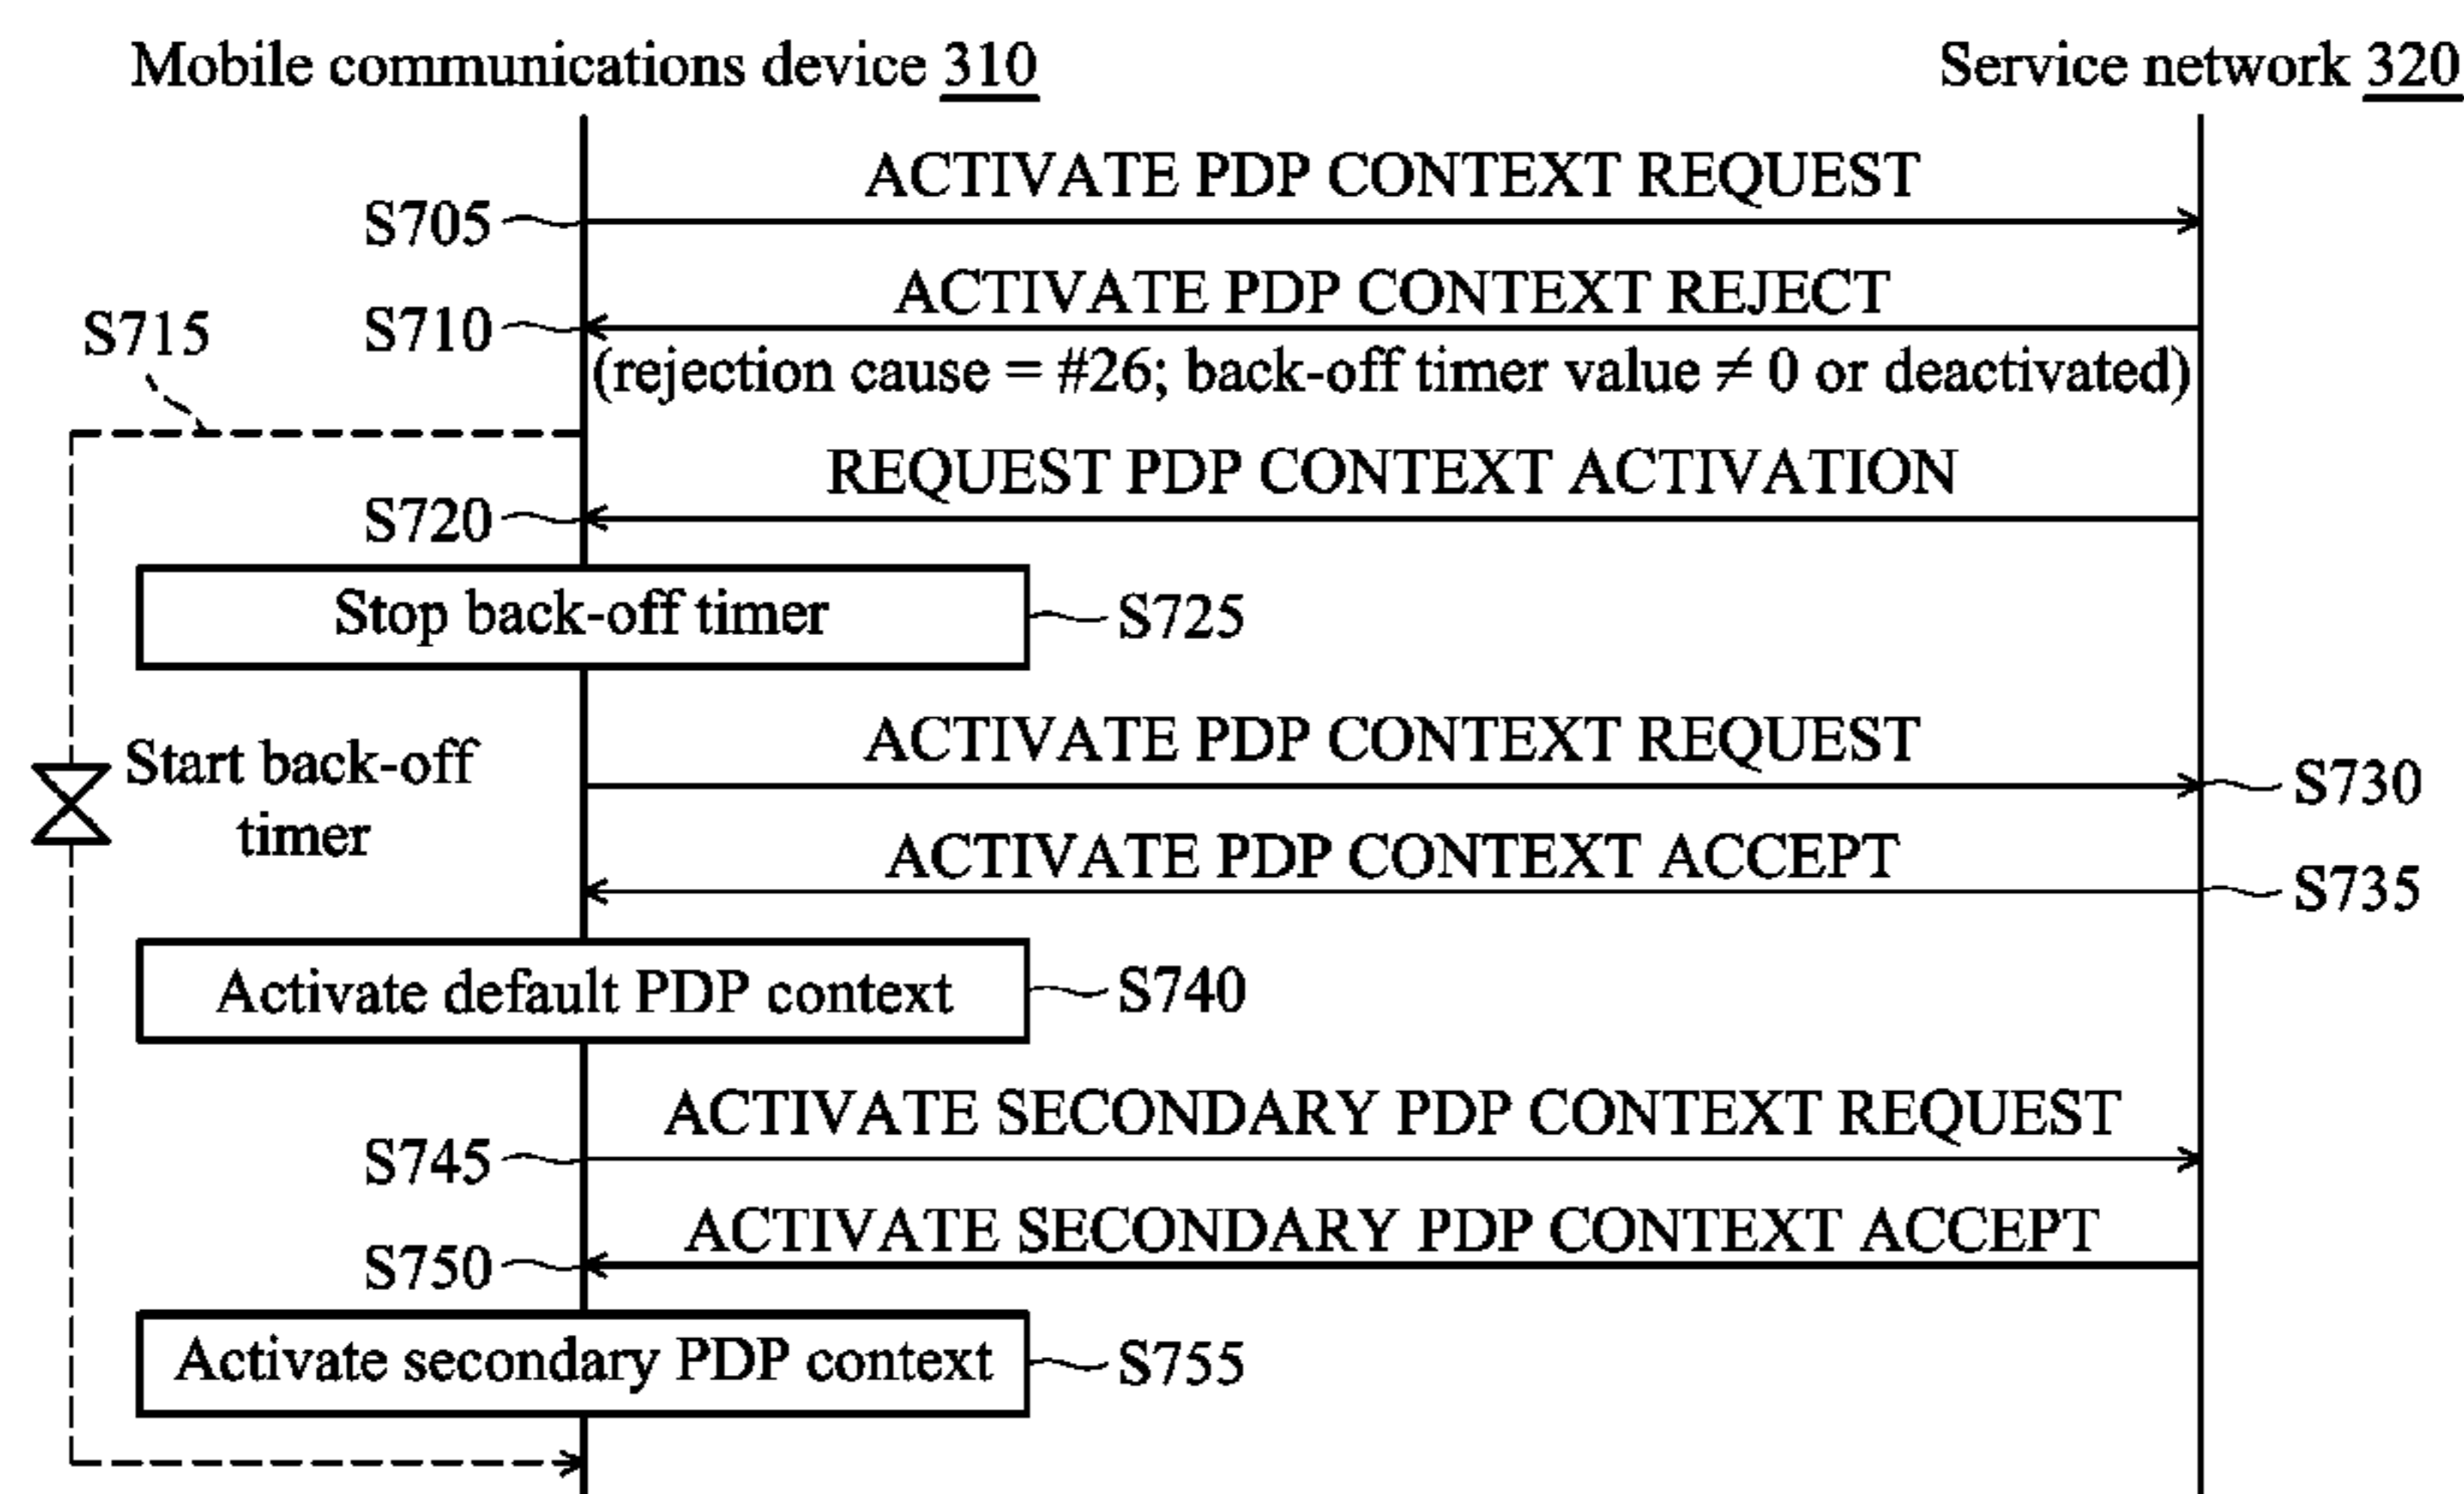 Mobile communications device 310
Service network 320
ACTIVATE PDP CONTEXT REQUEST
S705
ACTIVATE PDP CONTEXT REJECT
S710
(rejection cause = #26; back-off timer value ≠ 0 or deactivated)
S715
REQUEST PDP CONTEXT ACTIVATION
S720
Stop back-off timer
S725
Start back-off
timer
ACTIVATE PDP CONTEXT REQUEST
S730
ACTIVATE PDP CONTEXT ACCEPT
S735
Activate default PDP context
S740
ACTIVATE SECONDARY PDP CONTEXT REQUEST
S745
ACTIVATE SECONDARY PDP CONTEXT ACCEPT
S750
Activate secondary PDP context
S755